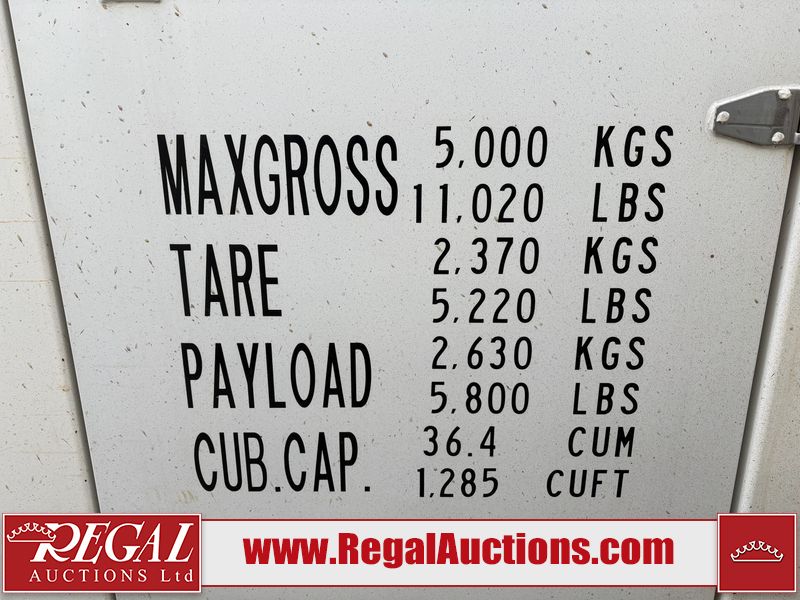 MAXGROSS 5,000 KGS
11,020 LBS
TARE 2,370 KGS
5,220 LBS
PAYLOAD 2,630 KGS
5,800 LBS
CUB.CAP. 36.4 CUM
1,285 CUFT
REGAL
AUCTIONS Ltd
www.RegalAuctions.com